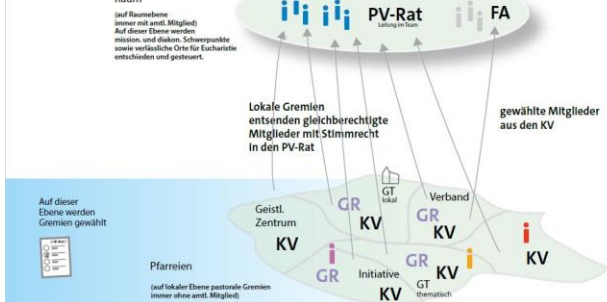 raum
(auf Raumebene
immer mit amtl. Mitglied)
Auf dieser Ebene werden
mission. und diakon. Schwerpunkte
sowie verlässliche Orte für Eucharistie
entschieden und gesteuert.
PV-Rat
Leitung im Team
FA
Lokale Gremien
entsenden gleichberechtigte
Mitglieder mit Stimmrecht
in den PV-Rat
gewählte Mitglieder
aus den KV
Auf dieser
Ebene werden
Gremien gewählt
Geistl.
Zentrum
KV
GR
KV
GT
lokal
Verband
GR
KV
KV
GR
Initiative
KV
GR
KV
GT
thematisch
Pfarreien
(auf lokaler Ebene pastorale Gremien
immer ohne amtl. Mitglied)